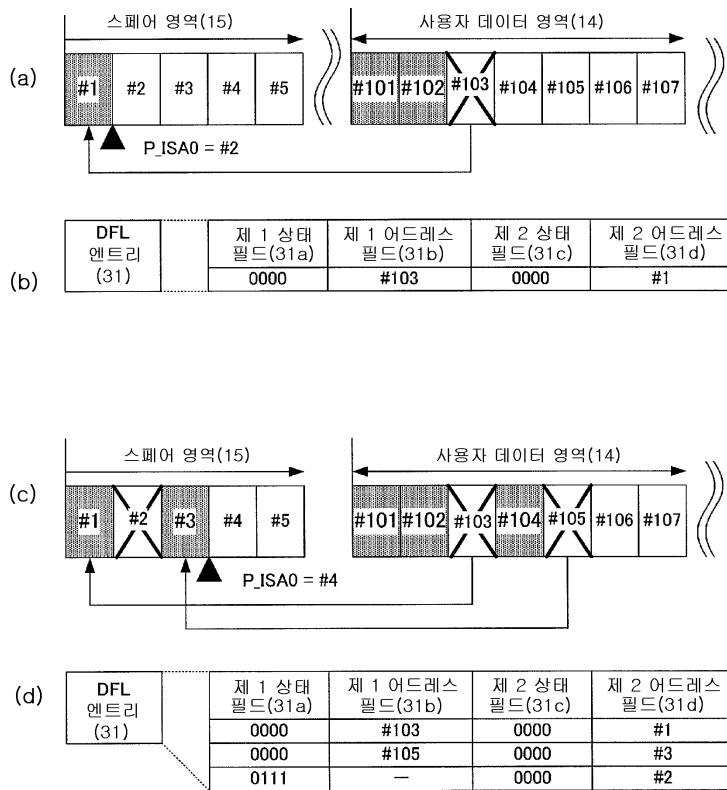 스페어 영역(15) 사용자 데이터 영역(14)
(a) #1 #2 #3 #4 #5 #101 #102 #103 #104 #105 #106 #107
P_ISA0 = #2
(b) DFL 엔트리 (31)
제 1 상태 필드(31a) 제 1 어드레스 필드(31b) 제 2 상태 필드(31c) 제 2 어드레스 필드(31d)
0000 #103 0000 #1
스페어 영역(15) 사용자 데이터 영역(14)
(c) #1 #2 #3 #4 #5 #101 #102 #103 #104 #105 #106 #107
P_ISA0 = #4
(d) DFL 엔트리 (31)
제 1 상태 필드(31a) 제 1 어드레스 필드(31b) 제 2 상태 필드(31c) 제 2 어드레스 필드(31d)
0000 #103 0000 #1
0000 #105 0000 #3
0111 — 0000 #2